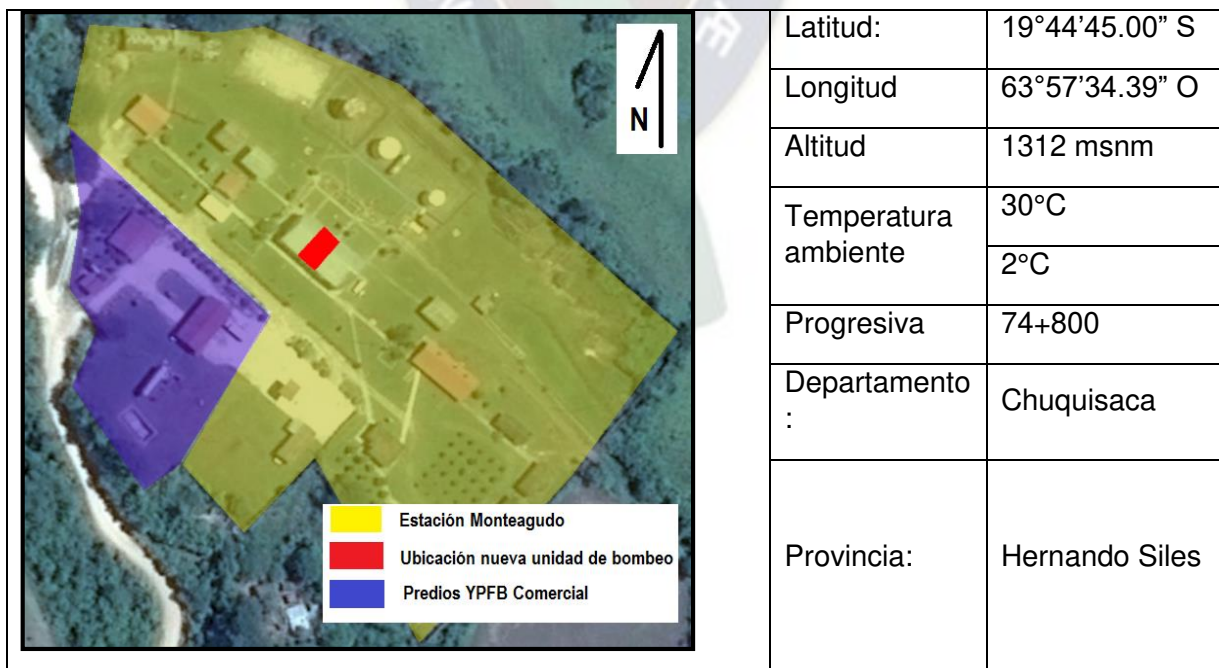 N
Estación Monteagudo
Ubicación nueva unidad de bombeo
Predios YPFB Comercial
Latitud:
19°44'45.00” S
Longitud
63°57'34.39” O
Altitud
1312 msnm
Temperatura
ambiente
30°C
2°C
Progresiva
74+800
Departamento
:
Chuquisaca
Provincia:
Hernando Siles